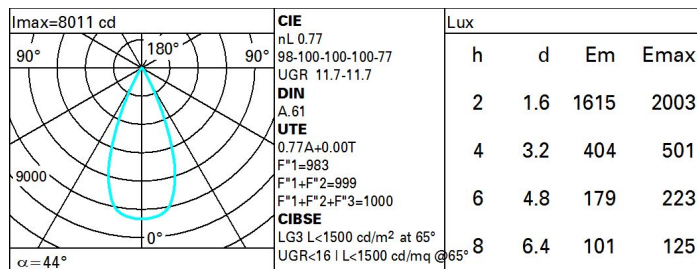 Imax=8011 cd
90° 180° 90°
9000
0°
α=44°
CIE
nL 0.77
98-100-100-100-77
UGR 11.7-11.7
DIN
A.61
UTE
0.77A+0.00T
F"1=983
F"1+F"2=999
F"1+F"2+F"3=1000
CIBSE
LG3 L<1500 cd/m² at 65°
UGR<16 | L<1500 cd/mq @65°
Lux
h d Em Emax
2 1.6 1615 2003
4 3.2 404 501
6 4.8 179 223
8 6.4 101 125